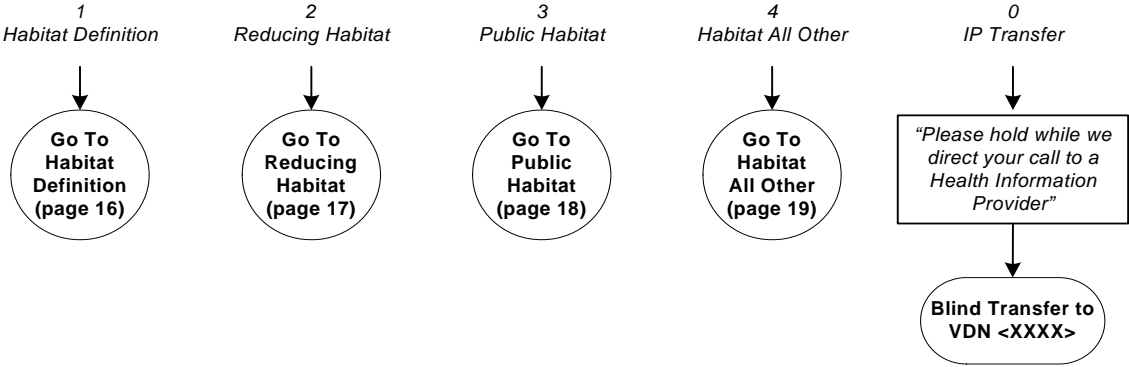 1
Habitat Definition
2
Reducing Habitat
3
Public Habitat
4
Habitat All Other
0
IP Transfer
Go To
Habitat
Definition
(page 16)
Go To
Reducing
Habitat
(page 17)
Go To
Public
Habitat
(page 18)
Go To
Habitat
All Other
(page 19)
“Please hold while we
direct your call to a
Health Information
Provider”
Blind Transfer to
VDN <XXXX>